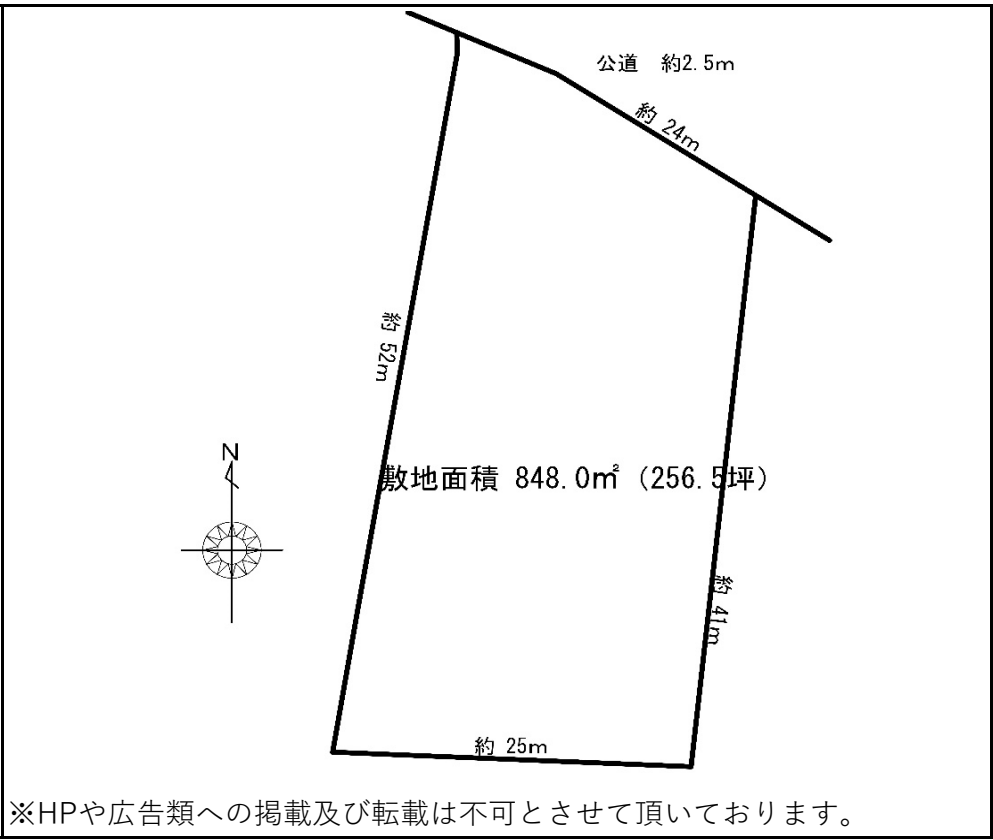 公道 約2.5m
約 24m
約 52m
N
敷地面積 848.0㎡（256.5坪）
約 41m
約 25m
※HPや広告類への掲載及び転載は不可とさせて頂いております。